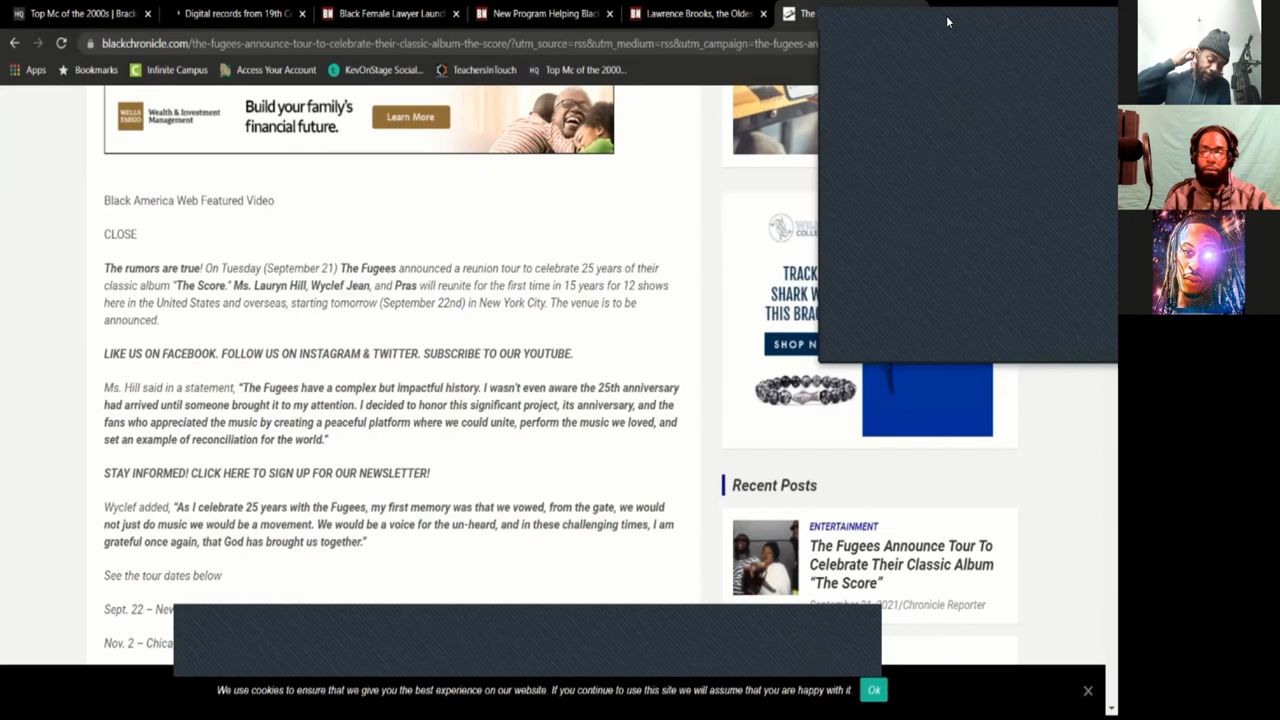 Top Mc of the 2000s | Brack
Digital records from 19th Ce
Black Female Lawyer Launc
New Program Helping Blac
Lawrence Brooks, the Oldes
The
blackchronicle.com/the-fugees-announce-tour-to-celebrate-their-classic-album-the-score/?utm_source=rss&utm_medium=rss&utm_campaign=the-fugees-an
Apps
Bookmarks
Infinite Campus
Access Your Account
KevOnStage Social...
TeachersInTouch
Top Mc of the 2000...
WELLS
FARGO
Wealth & Investment
Management
Build your family's
financial future.
Learn More
Black America Web Featured Video
CLOSE
The rumors are true! On Tuesday (September 21) The Fugees announced a reunion tour to celebrate 25 years of their
classic album "The Score." Ms. Lauryn Hill, Wyclef Jean, and Pras will reunite for the first time in 15 years for 12 shows
here in the United States and overseas, starting tomorrow (September 22nd) in New York City. The venue is to be
announced.
LIKE US ON FACEBOOK. FOLLOW US ON INSTAGRAM & TWITTER. SUBSCRIBE TO OUR YOUTUBE.
Ms. Hill said in a statement, "The Fugees have a complex but impactful history. I wasn't even aware the 25th anniversary
had arrived until someone brought it to my attention. I decided to honor this significant project, its anniversary, and the
fans who appreciated the music by creating a peaceful platform where we could unite, perform the music we loved, and
set an example of reconciliation for the world."
STAY INFORMED! CLICK HERE TO SIGN UP FOR OUR NEWSLETTER!
Wyclef added, "As I celebrate 25 years with the Fugees, my first memory was that we vowed, from the gate, we would
not just do music we would be a movement. We would be a voice for the un-heard, and in these challenging times, I am
grateful once again, that God has brought us together."
See the tour dates below
Sept. 22 – New
Nov. 2 – Chica
TRACK
SHARK W
THIS BRA
SHOP N
Recent Posts
ENTERTAINMENT
The Fugees Announce Tour To
Celebrate Their Classic Album
"The Score"
2021/Chronicle Reporter
We use cookies to ensure that we give you the best experience on our website. If you continue to use this site we will assume that you are happy with it
Ok